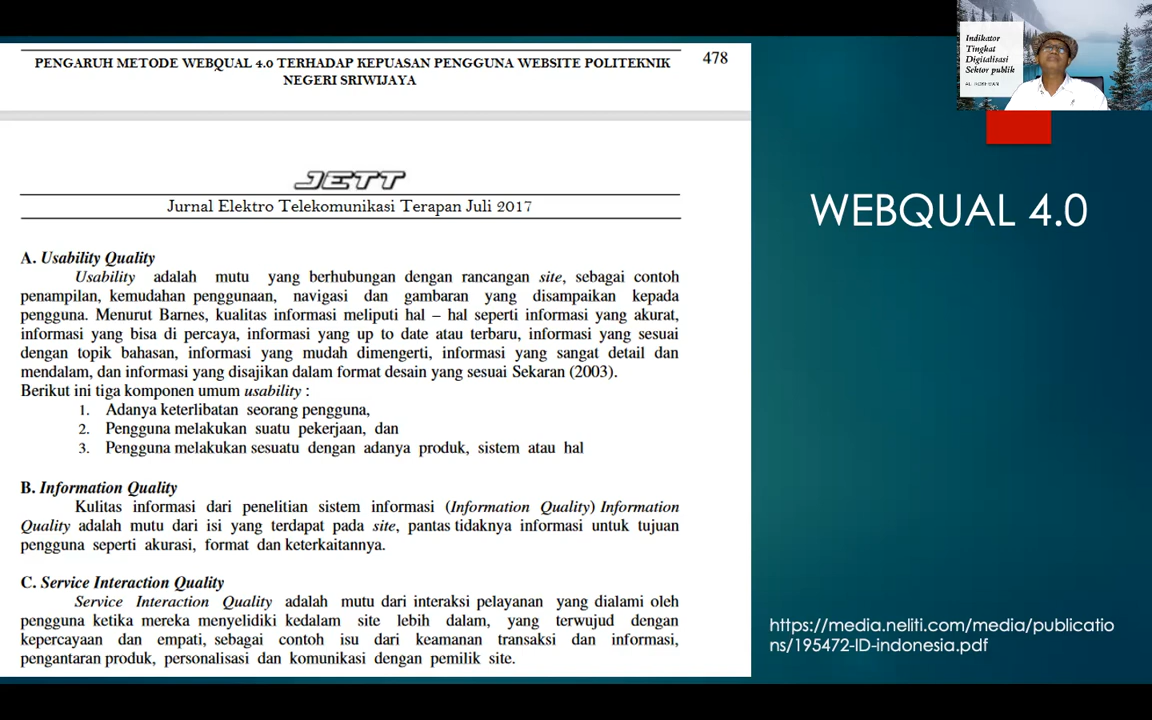 PENGARUH METODE WEBQUAL 4.0 TERHADAP KEPUASAN PENGGUNA WEBSITE POLITEKNIK
NEGERI SRIWIJAYA
478
JETT
Jurnal Elektro Telekomunikasi Terapan Juli 2017
A. Usability Quality
Usability adalah mutu yang berhubungan dengan rancangan site, sebagai contoh
penampilan, kemudahan penggunaan, navigasi dan gambaran yang disampaikan kepada
pengguna. Menurut Barnes, kualitas informasi meliputi hal – hal seperti informasi yang akurat,
informasi yang bisa di percaya, informasi yang up to date atau terbaru, informasi yang sesuai
dengan topik bahasan, informasi yang mudah dimengerti, informasi yang sangat detail dan
mendalam, dan informasi yang disajikan dalam format desain yang sesuai Sekaran (2003).
Berikut ini tiga komponen umum usability :
1. Adanya keterlibatan seorang pengguna,
2. Pengguna melakukan suatu pekerjaan, dan
3. Pengguna melakukan sesuatu dengan adanya produk, sistem atau hal
B. Information Quality
Kulitas informasi dari penelitian sistem informasi (Information Quality) Information
Quality adalah mutu dari isi yang terdapat pada site, pantas tidaknya informasi untuk tujuan
pengguna seperti akurasi, format dan keterkaitannya.
C. Service Interaction Quality
Service Interaction Quality adalah mutu dari interaksi pelayanan yang dialami oleh
pengguna ketika mereka menyelidiki kedalam site lebih dalam, yang terwujud dengan
kepercayaan dan empati, sebagai contoh isu dari keamanan transaksi dan informasi,
pengantaran produk, personalisasi dan komunikasi dengan pemilik site.
WEBQUAL 4.0
https://media.neliti.com/media/publicatio
ns/195472-ID-indonesia.pdf
Indikator
Tingkat
Digitalisasi
Sektor publik